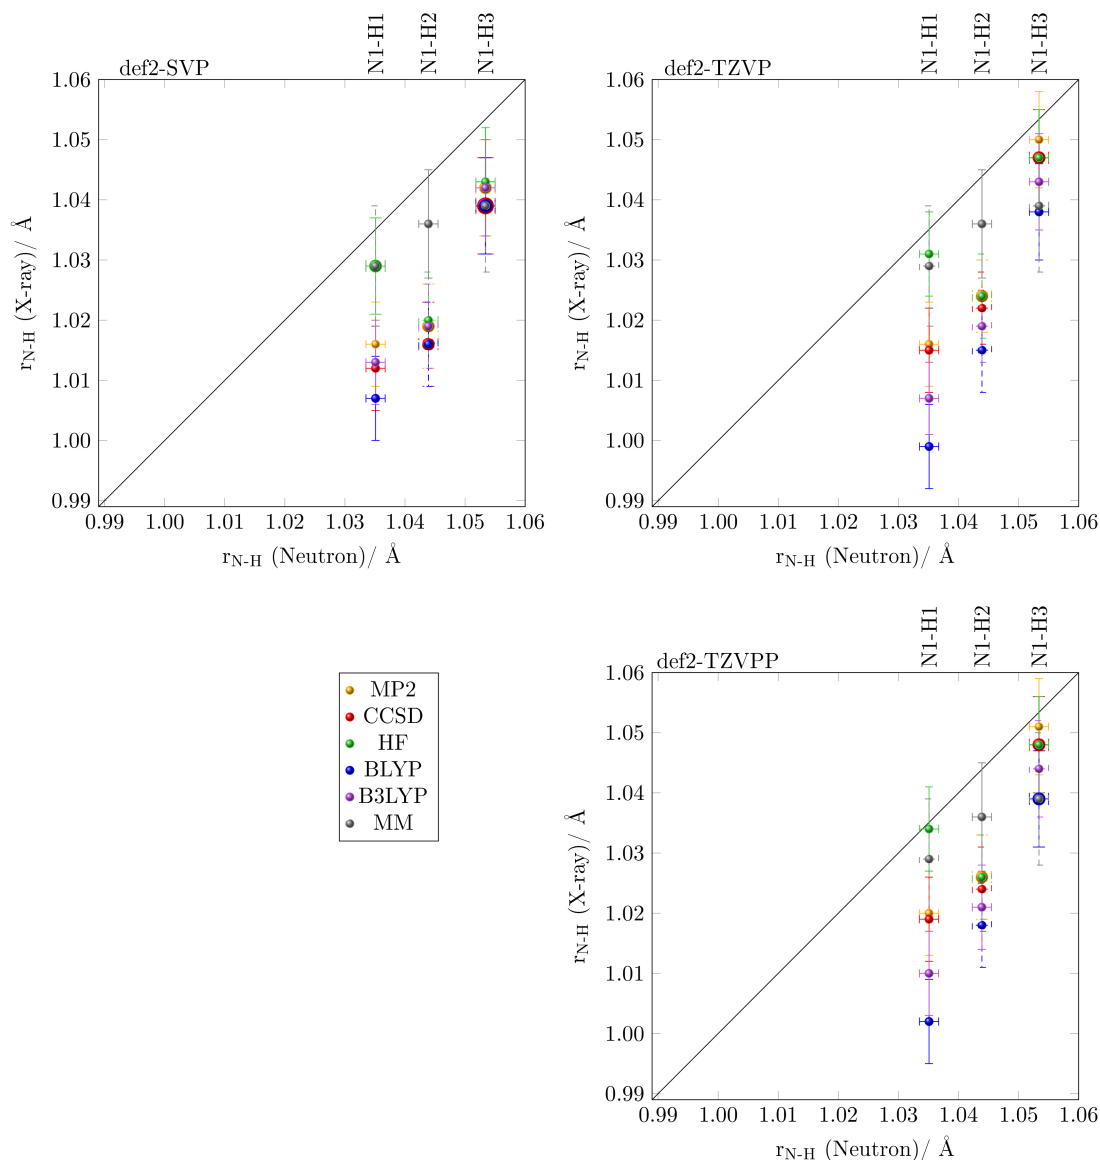 N1-H1
N1-H2
N1-H3
def2-SVP
1.06
1.05
1.04
1.03
1.02
1.01
1.00
0.99
r_N-H (X-ray)/ Å
0.99 1.00 1.01 1.02 1.03 1.04 1.05 1.06
r_N-H (Neutron)/ Å
N1-H1
N1-H2
N1-H3
def2-TZVP
1.06
1.05
1.04
1.03
1.02
1.01
1.00
0.99
r_N-H (X-ray)/ Å
0.99 1.00 1.01 1.02 1.03 1.04 1.05 1.06
r_N-H (Neutron)/ Å
MP2
CCSD
HF
BLYP
B3LYP
MM
N1-H1
N1-H2
N1-H3
def2-TZVPP
1.06
1.05
1.04
1.03
1.02
1.01
1.00
0.99
r_N-H (X-ray)/ Å
0.99 1.00 1.01 1.02 1.03 1.04 1.05 1.06
r_N-H (Neutron)/ Å